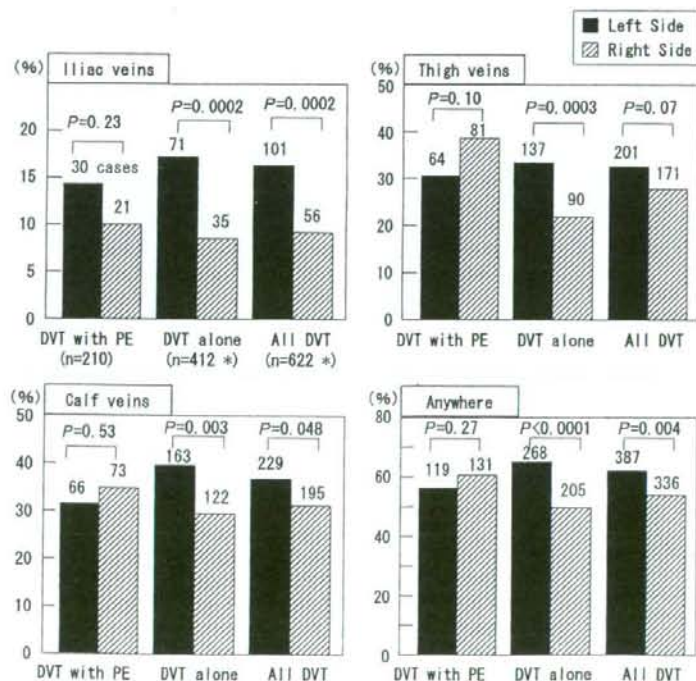 Left Side
Right Side
(%) Iliac veins
P=0.0002 P=0.0002
P=0.23
71 101
30 cases
21 35 56
20
15
10
5
0
DVT with PE DVT alone All DVT
(n=210) (n=412 *) (n=622 *)
(%) Thigh veins
50
P=0.10 P=0.0003 P=0.07
64 81 137 90 201 171
40
30
20
10
0
DVT with PE DVT alone All DVT
(%) Calf veins
50
P=0.53 P=0.003 P=0.048
66 73 163 122 229 195
40
30
20
10
0
DVT with PE DVT alone All DVT
(%) Anywhere
80
P=0.27 P<0.0001 P=0.004
119 131 268 205 387 336
60
40
20
0
DVT with PE DVT alone All DVT